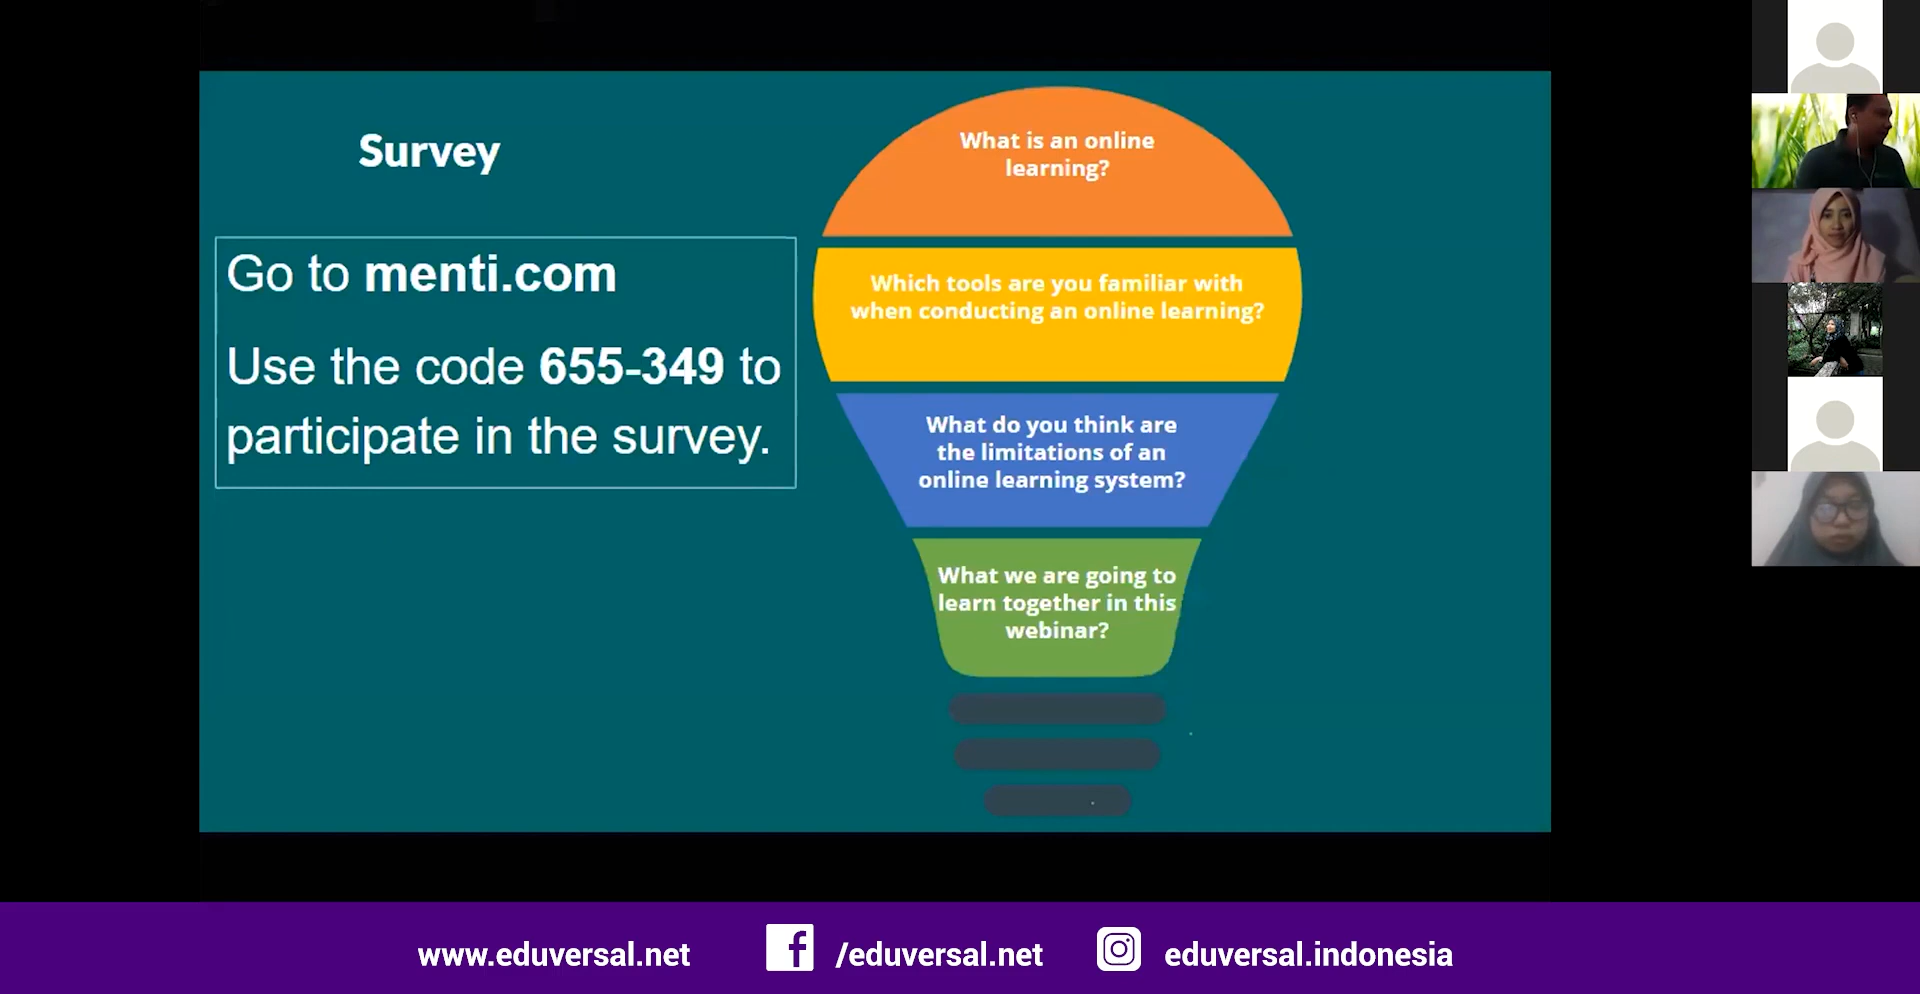 Survey
Go to menti.com
Use the code 655-349 to
participate in the survey.
What is an online
learning?
Which tools are you familiar with
when conducting an online learning?
What do you think are
the limitations of an
online learning system?
What we are going to
learn together in this
webinar?
www.eduversal.net
/eduversal.net
eduversal.indonesia